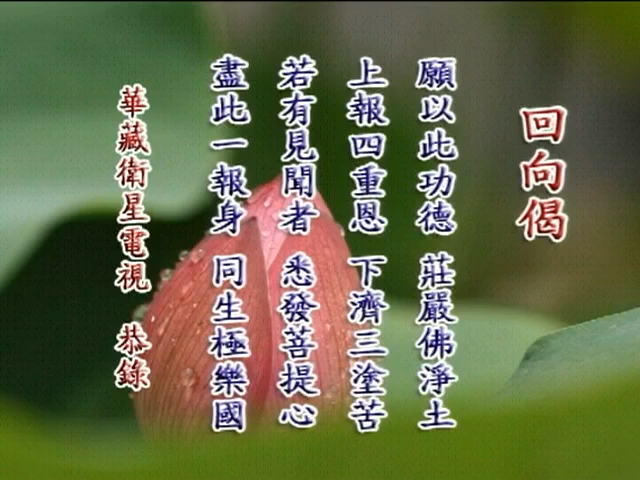 回向偈
願以此功德 莊嚴佛淨土
上報四重恩 下濟三塗苦
若有見聞者 悉發菩提心
盡此一報身 同生極樂國
華藏衛星電視 恭錄